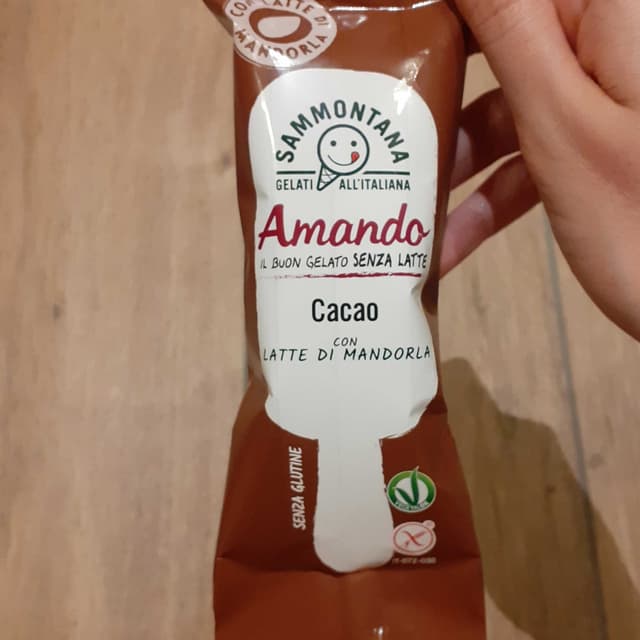 CON LATTE DI
MANDORLA
SAMMONTANA
GELATI ALL'ITALIANA
Amando
IL BUON GELATO SENZA LATTE
Cacao
CON
LATTE DI MANDORLA
SENZA GLUTINE